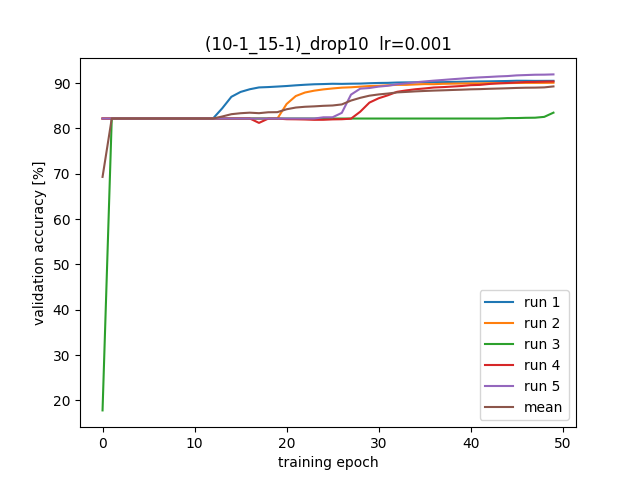 (10-1_15-1)_drop10  lr=0.001
validation accuracy [%]
90
80
70
60
50
40
30
20
0
10
20
30
40
50
training epoch
run 1
run 2
run 3
run 4
run 5
mean